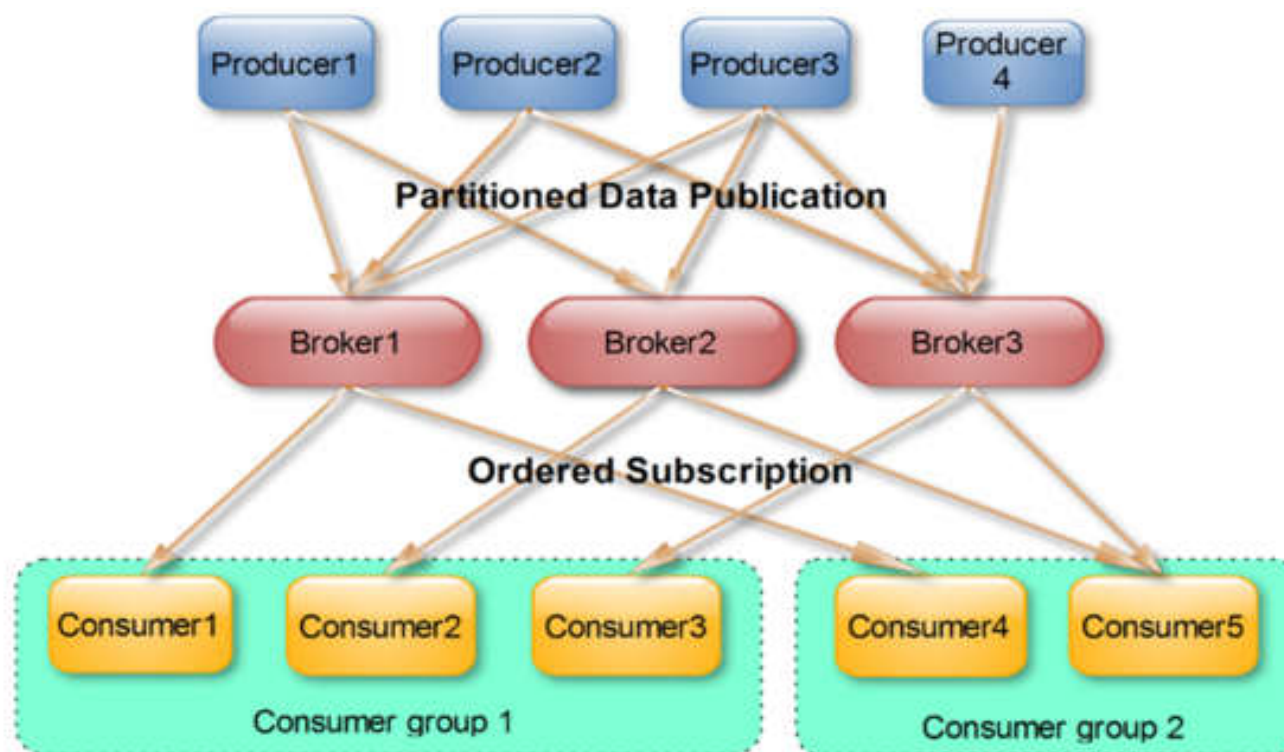 Producer1
Producer2
Producer3
Producer
4
Partitioned Data Publication
Broker1
Broker2
Broker3
Ordered Subscription
Consumer1
Consumer2
Consumer3
Consumer4
Consumer5
Consumer group 1
Consumer group 2